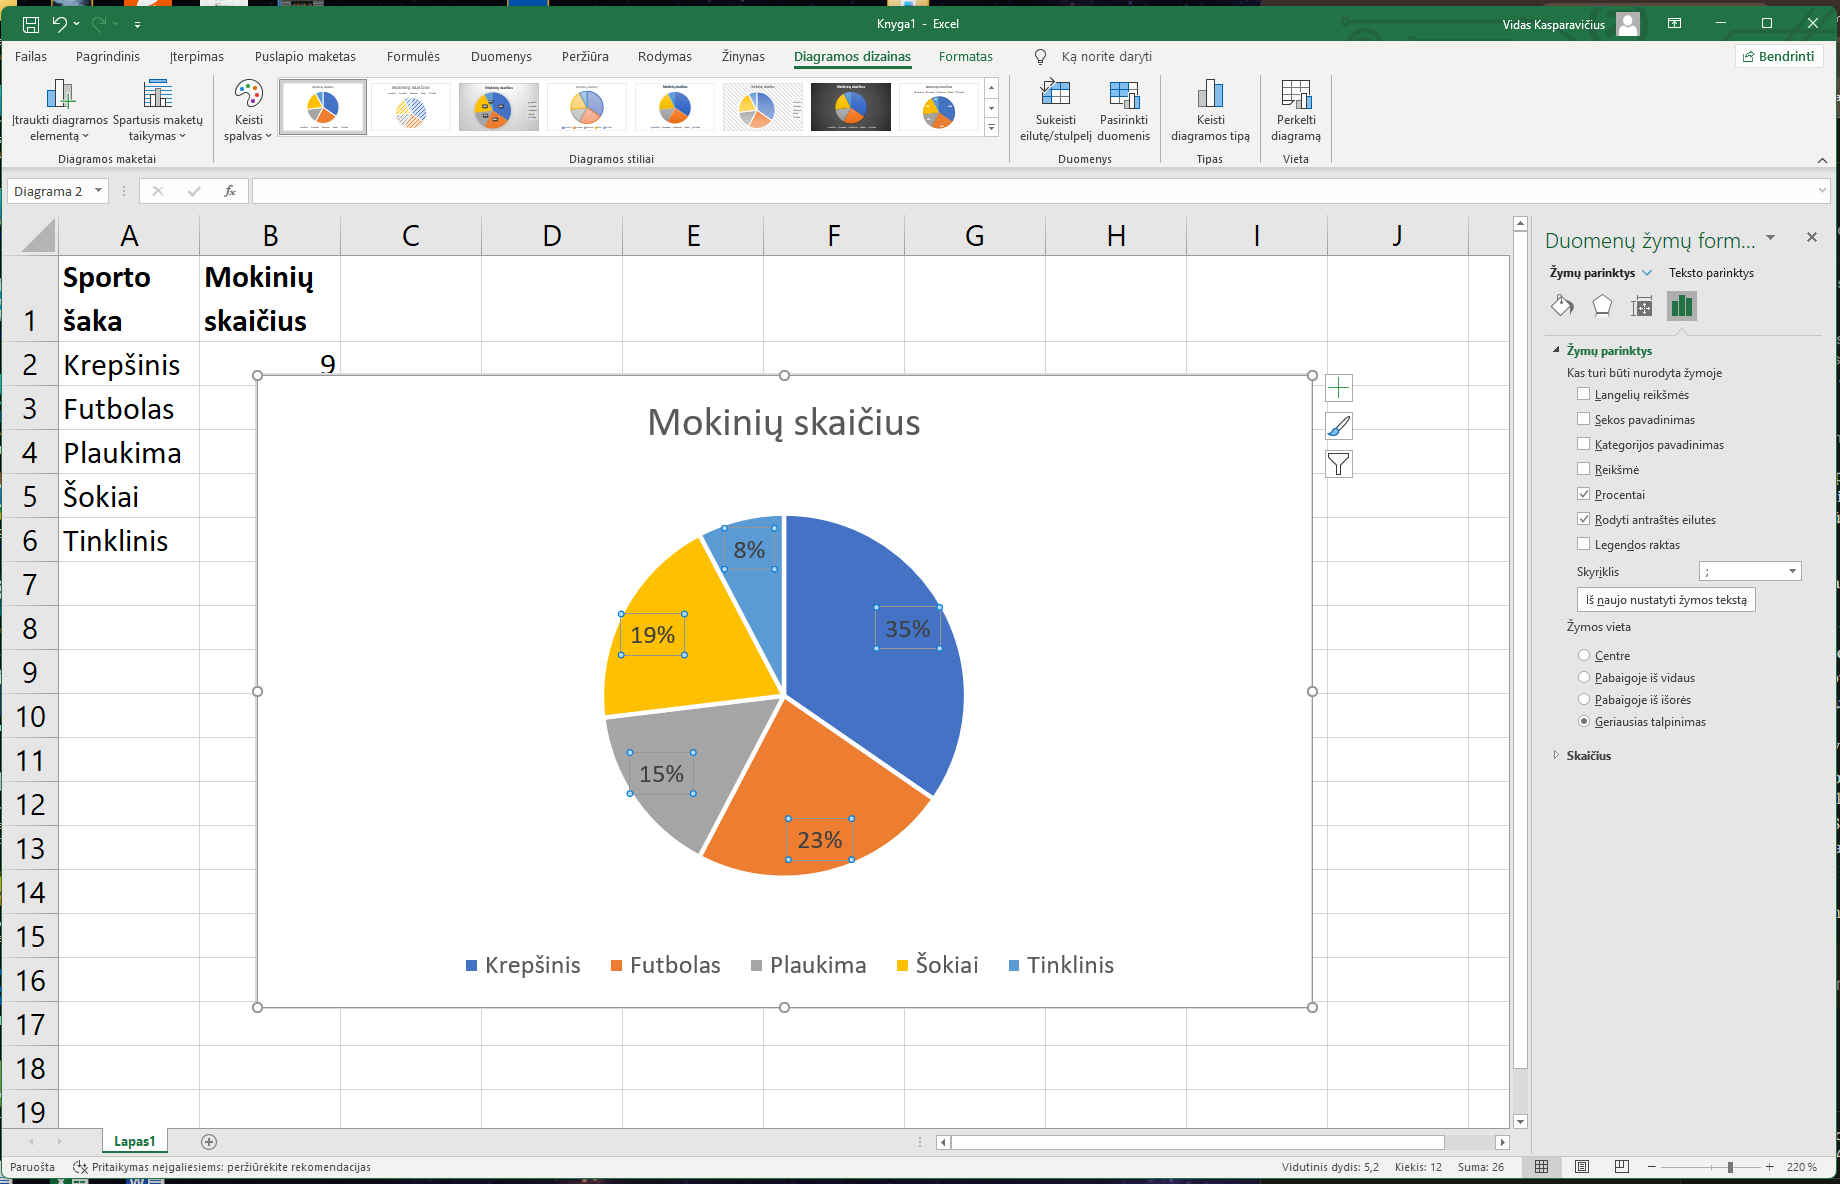 Knyga1 - Excel
Vidas Kasparavičius
Failas Pagrindinis Įterpimas Puslapio maketas Formulės Duomenys Peržiūra Rodymas Žinynas Diagramos dizainas Formatas Ką norite daryti Bendrinti
Įtraukti diagramos elementą
Spartusis maketų taikymas
Keisti spalvas
Sukeisti eilutę/stulpelį
Pasirinkti duomenis
Keisti diagramos tipą
Perkelti diagramą
Diagramos maketai Diagramos stiliai Duomenys Tipas Vieta
Diagrama 2 fx
A B C D E F G H I J
1 Sporto šaka Mokinių skaičius
2 Krepšinis 9
3 Futbolas
4 Plaukima
5 Šokiai
6 Tinklinis
7
8
9
10
11
12
13
14
15
16
17
18
19
Mokinių skaičius
8%
35%
19%
15%
23%
Krepšinis Futbolas Plaukima Šokiai Tinklinis
Duomenų žymų form...
Žymų parinktys Teksto parinktys
Žymų parinktys
Kas turi būti nurodyta žymoje
Langelių reikšmės
Sekos pavadinimas
Kategorijos pavadinimas
Reikšmė
Procentai
Rodyti antraštės eilutes
Legendos raktas
Skyriklis ;
Iš naujo nustatyti žymos tekstą
Žymos vieta
Centre
Pabaigoje iš vidaus
Pabaigoje iš išorės
Geriausias talpinimas
Skaičius
Lapas1
Paruošta Pritaikymas neįgaliesiems: peržiūrėkite rekomendacijas Vidutinis dydis: 5,2 Kiekis: 12 Suma: 26 220 %